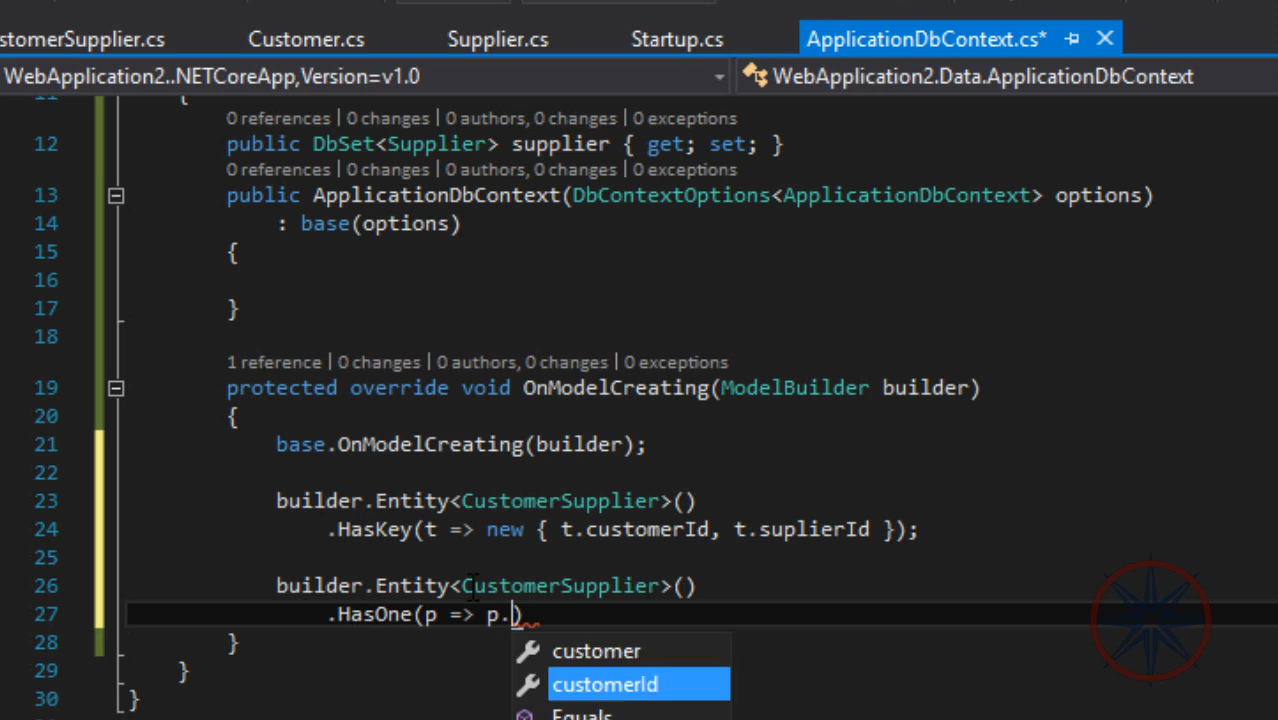 stomerSupplier.cs Customer.cs Supplier.cs Startup.cs ApplicationDbContext.cs*
WebApplication2..NETCoreApp,Version=v1.0 WebApplication2.Data.ApplicationDbContext
11 {
0 references | 0 changes | 0 authors, 0 changes | 0 exceptions
12 public DbSet<Supplier> supplier { get; set; }
0 references | 0 changes | 0 authors, 0 changes | 0 exceptions
13 public ApplicationDbContext(DbContextOptions<ApplicationDbContext> options)
14 : base(options)
15 {
16
17 }
18
1 reference | 0 changes | 0 authors, 0 changes | 0 exceptions
19 protected override void OnModelCreating(ModelBuilder builder)
20 {
21 base.OnModelCreating(builder);
22
23 builder.Entity<CustomerSupplier>()
24 .HasKey(t => new { t.customerId, t.suplierId });
25
26 builder.Entity<CustomerSupplier>()
27 .HasOne(p => p.)
28 }
customer
29 }
customerId
30 }
Equals